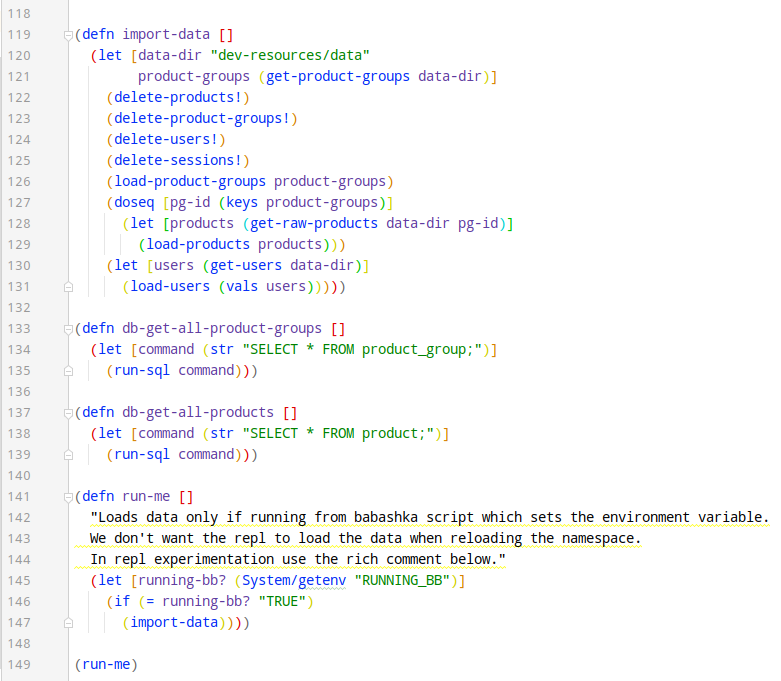 118
119 (defn import-data []
120   (let [data-dir "dev-resources/data"
121         product-groups (get-product-groups data-dir)]
122     (delete-products!)
123     (delete-product-groups!)
124     (delete-users!)
125     (delete-sessions!)
126     (load-product-groups product-groups)
127     (doseq [pg-id (keys product-groups)]
128       (let [products (get-raw-products data-dir pg-id)]
129         (load-products products)))
130     (let [users (get-users data-dir)]
131       (load-users (vals users)))))
132
133 (defn db-get-all-product-groups []
134   (let [command (str "SELECT * FROM product_group;")]
135     (run-sql command)))
136
137 (defn db-get-all-products []
138   (let [command (str "SELECT * FROM product;")]
139     (run-sql command)))
140
141 (defn run-me []
142   "Loads data only if running from babashka script which sets the environment variable.
143   We don't want the repl to load the data when reloading the namespace.
144   In repl experimentation use the rich comment below."
145   (let [running-bb? (System/getenv "RUNNING_BB")]
146     (if (= running-bb? "TRUE")
147       (import-data))))
148
149 (run-me)